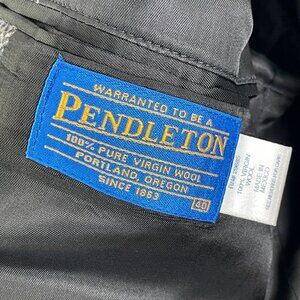 WARRANTED TO BE A
PENDLETON
100% PURE VIRGIN WOOL
PORTLAND, OREGON
SINCE 1863
40